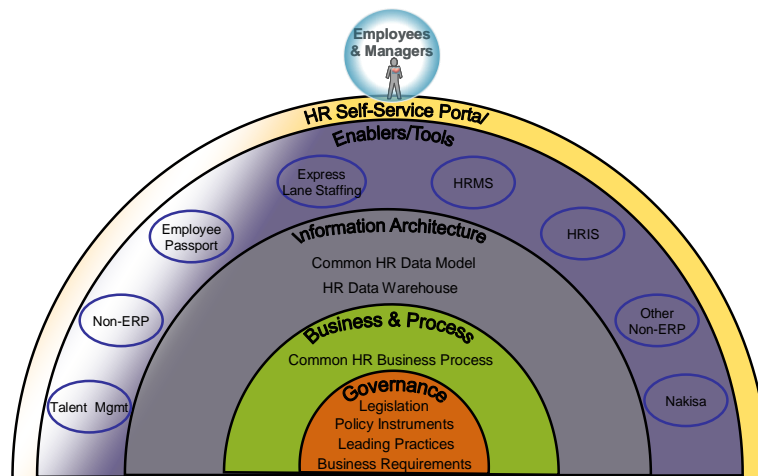 Employees
& Managers
HR Self-Service Portal
Enablers/Tools
Express
Lane Staffing
HRMS
Employee
Passport
HRIS
Non-ERP
Other
Non-ERP
Talent Mgmt
Nakisa
Information Architecture
Common HR Data Model
HR Data Warehouse
Business & Process
Common HR Business Process
Governance
Legislation
Policy Instruments
Leading Practices
Business Requirements